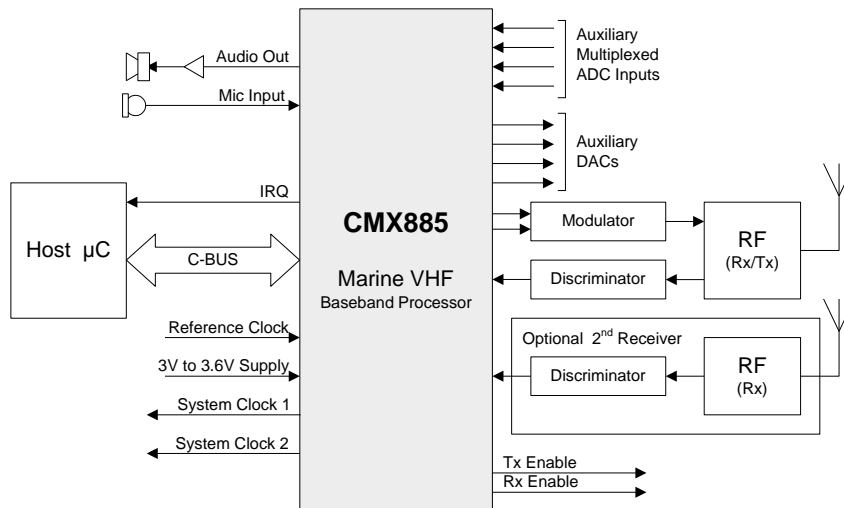 Audio Out
Mic Input
IRQ
Host µC
C-BUS
Reference Clock
3V to 3.6V Supply
System Clock 1
System Clock 2
CMX885
Marine VHF
Baseband Processor
Auxiliary
Multiplexed
ADC Inputs
Auxiliary
DACs
Modulator
RF
(Rx/Tx)
Discriminator
Optional 2nd Receiver
Discriminator
RF
(Rx)
Tx Enable
Rx Enable